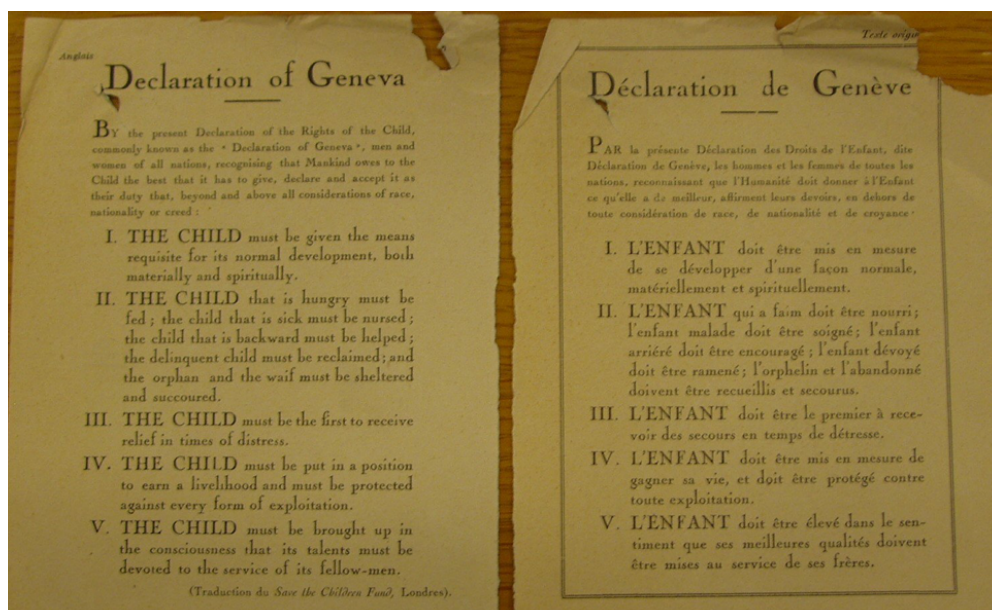 Anglais
Declaration of Geneva
BY the present Declaration of the Rights of the Child,
commonly known as the " Declaration of Geneva ", men and
women of all nations, recognising that Mankind owes to the
Child the best that it has to give, declare and accept it as
their duty that, beyond and above all considerations of race,
nationality or creed :
I. THE CHILD must be given the means
requisite for its normal development, both
materially and spiritually.
II. THE CHILD that is hungry must be
fed ; the child that is sick must be nursed ;
the child that is backward must be helped ;
the delinquent child must be reclaimed ; and
the orphan and the waif must be sheltered
and succoured.
III. THE CHILD must be the first to receive
relief in times of distress.
IV. THE CHILD must be put in a position
to earn a livelihood and must be protected
against every form of exploitation.
V. THE CHILD must be brought up in
the consciousness that its talents must be
devoted to the service of its fellow-men.
(Traduction du Save the Children Fund, Londres).
Texte origi
Déclaration de Genève
PAR la présente Déclaration des Droits de l'Enfant, dite
Déclaration de Genève, les hommes et les femmes de toutes les
nations, reconnaissant que l'Humanité doit donner à l'Enfant
ce qu'elle a de meilleur, affirment leurs devoirs, en dehors de
toute considération de race, de nationalité et de croyance :
I. L'ENFANT doit être mis en mesure
de se développer d'une façon normale,
matériellement et spirituellement.
II. L'ENFANT qui a faim doit être nourri ;
l'enfant malade doit être soigné ; l'enfant
arriéré doit être encouragé ; l'enfant dévoyé
doit être ramené ; l'orphelin et l'abandonné
doivent être recueillis et secourus.
III. L'ENFANT doit être le premier à rece-
voir des secours en temps de détresse.
IV. L'ENFANT doit être mis en mesure de
gagner sa vie, et doit être protégé contre
toute exploitation.
V. L'ENFANT doit être élevé dans le sen-
timent que ses meilleures qualités doivent
être mises au service de ses frères.